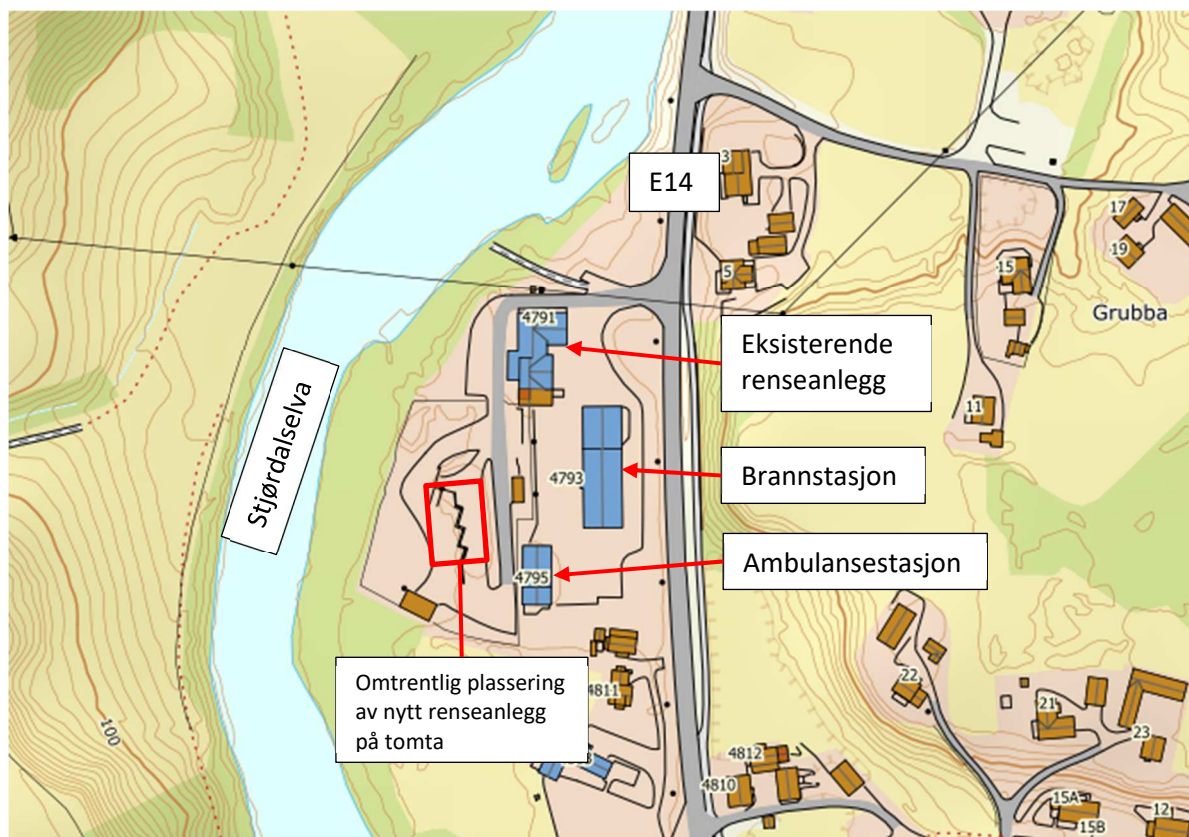 3
E14
17
19
5
15
Grubba
4791
Eksisterende
renseanlegg
11
Stjørdalselva
4793
Brannstasjon
4795
Ambulansestasjon
Omtrentlig plassering
av nytt renseanlegg
på tomta
4811
22
21
23
100
4812
4810
15A
15B
12